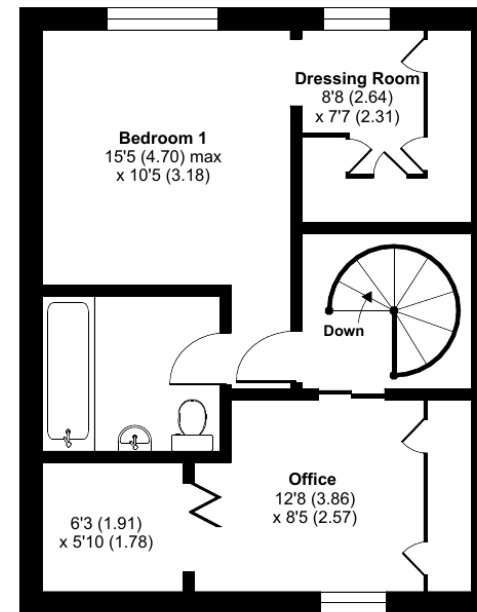 Dressing Room
8'8 (2.64)
x 7'7 (2.31)
Bedroom 1
15'5 (4.70) max
x 10'5 (3.18)
Down
Office
12'8 (3.86)
x 8'5 (2.57)
6'3 (1.91)
x 5'10 (1.78)